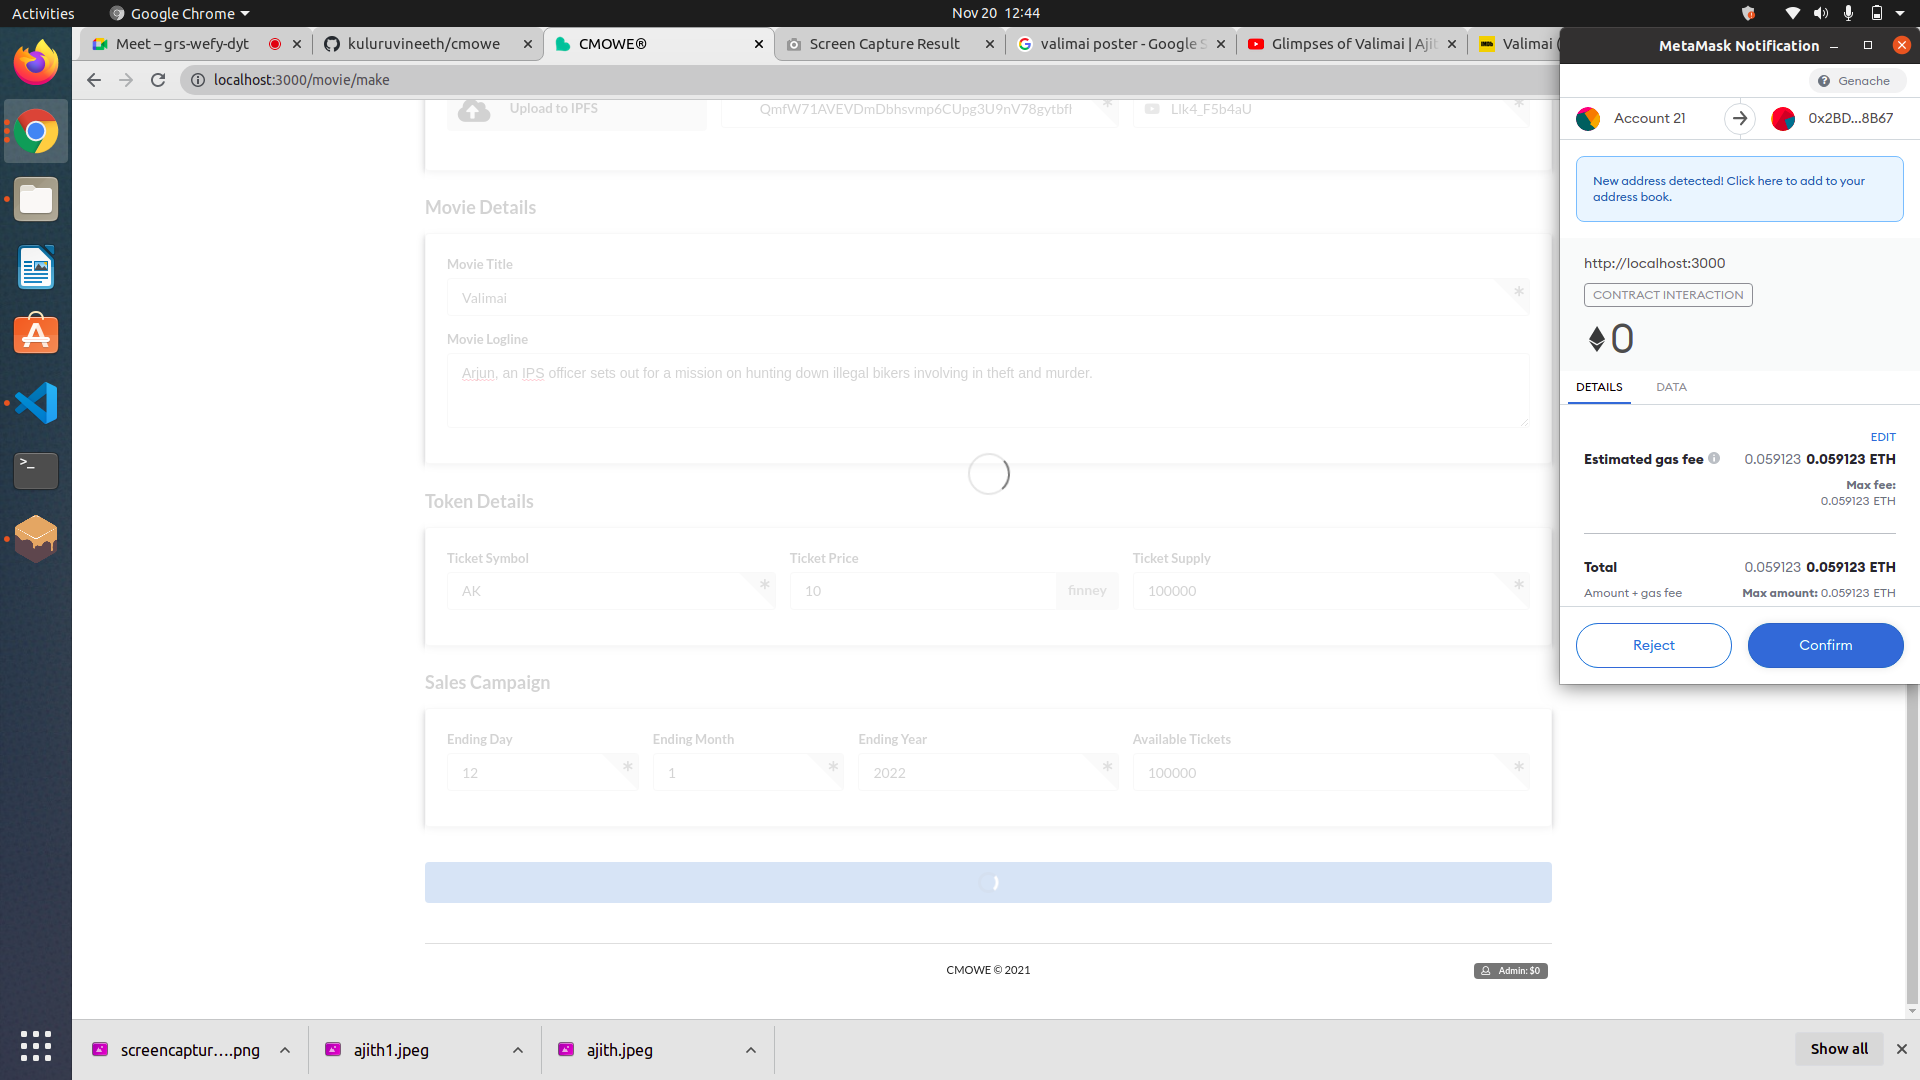 Activities
Google Chrome
Nov 20 12:44
Meet – grs-wefy-dyt
kuluruvineeth/cmowe
CMOWE®
Screen Capture Result
valimai poster - Google S
Glimpses of Valimai | Ajit
Valimai (
localhost:3000/movie/make
Upload to IPFS
QmfW71AVEVDmDbhsvmp6CUpg3U9nV78gytbfl
Llk4_F5b4aU
Movie Details
Movie Title
Valimai
Movie Logline
Arjun, an IPS officer sets out for a mission on hunting down illegal bikers involving in theft and murder.
Token Details
Ticket Symbol
Ticket Price
Ticket Supply
AK
10
finney
100000
Sales Campaign
Ending Day
Ending Month
Ending Year
Available Tickets
12
1
2022
100000
CMOWE © 2021
Admin: $0
MetaMask Notification
Genache
Account 21
0x2BD...8B67
New address detected! Click here to add to your
address book.
http://localhost:3000
CONTRACT INTERACTION
0
DETAILS
DATA
EDIT
Estimated gas fee
0.059123 0.059123 ETH
Max fee:
0.059123 ETH
Total
0.059123 0.059123 ETH
Amount + gas fee
Max amount: 0.059123 ETH
Reject
Confirm
screencaptur....png
ajith1.jpeg
ajith.jpeg
Show all